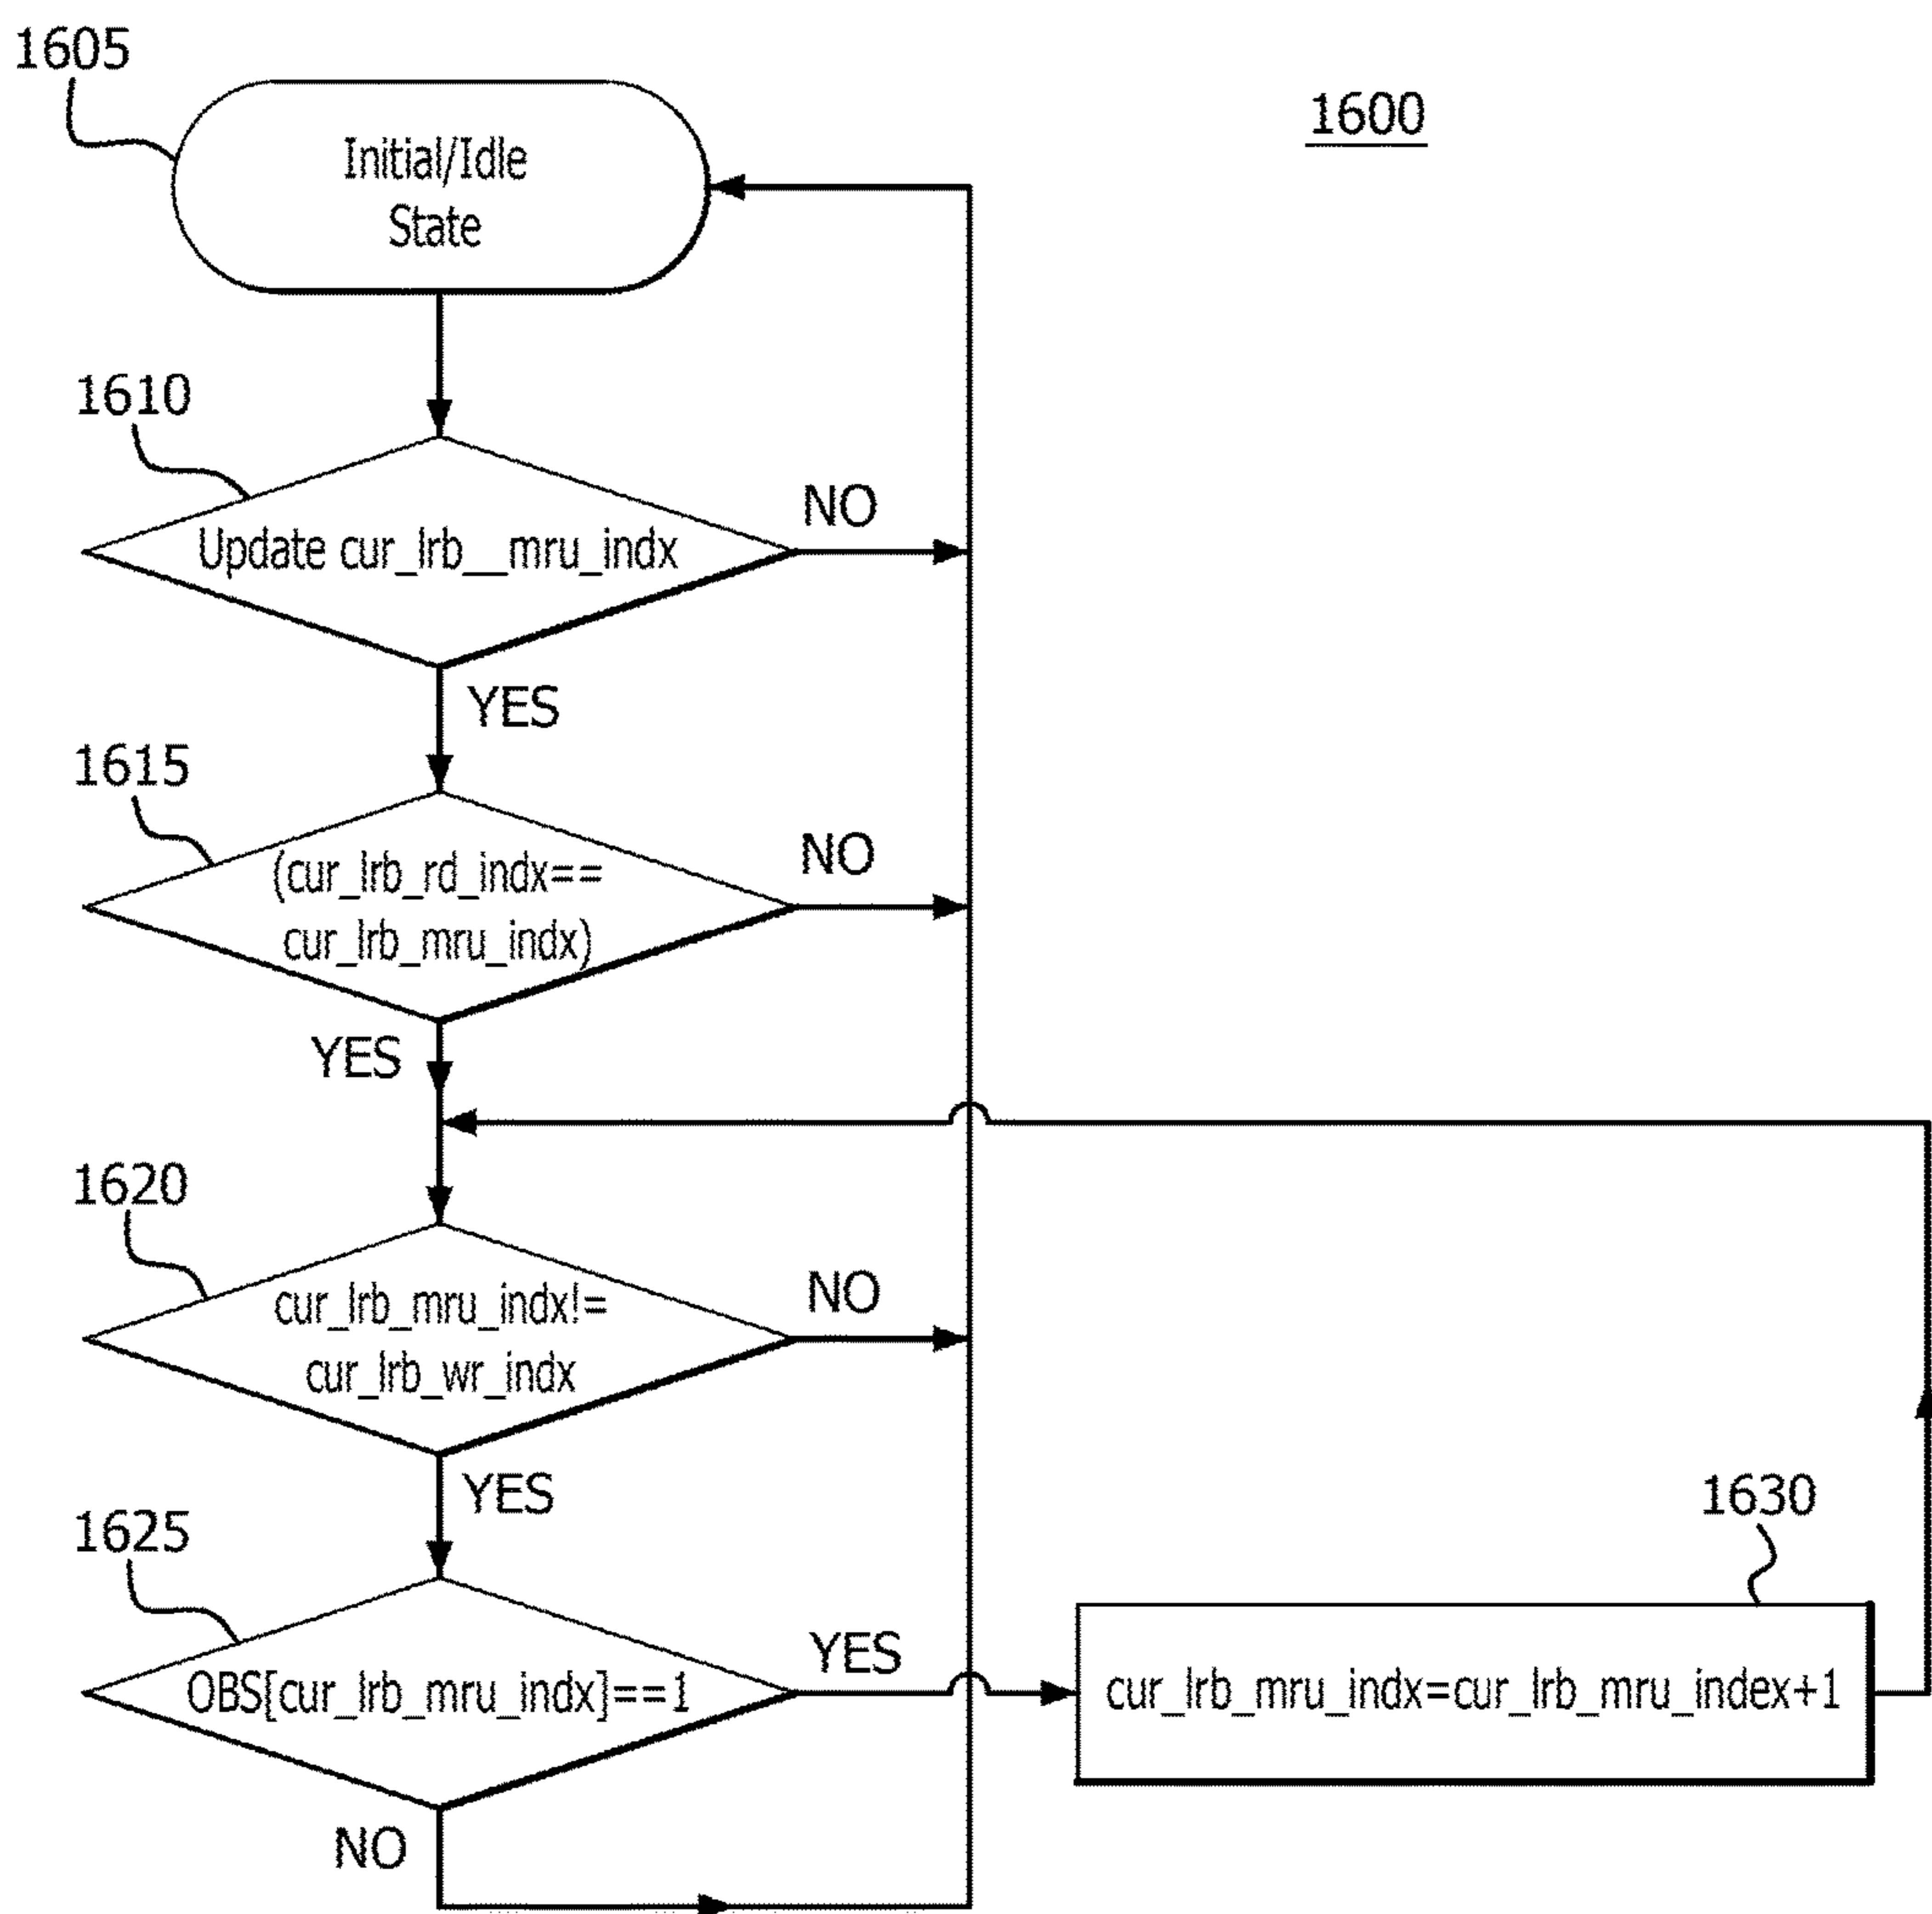 1605
1600
Initial/Idle
State
1610
NO
Update cur_lrb__mru_indx
YES
1615
NO
(cur_lrb_rd_indx==
cur_lrb_mru_indx)
YES
1620
NO
cur_lrb_mru_indx!=
cur_lrb_wr_indx
YES
1625
1630
YES
OBS[cur_lrb_mru_indx]==1
cur_lrb_mru_indx=cur_lrb_mru_index+1
NO